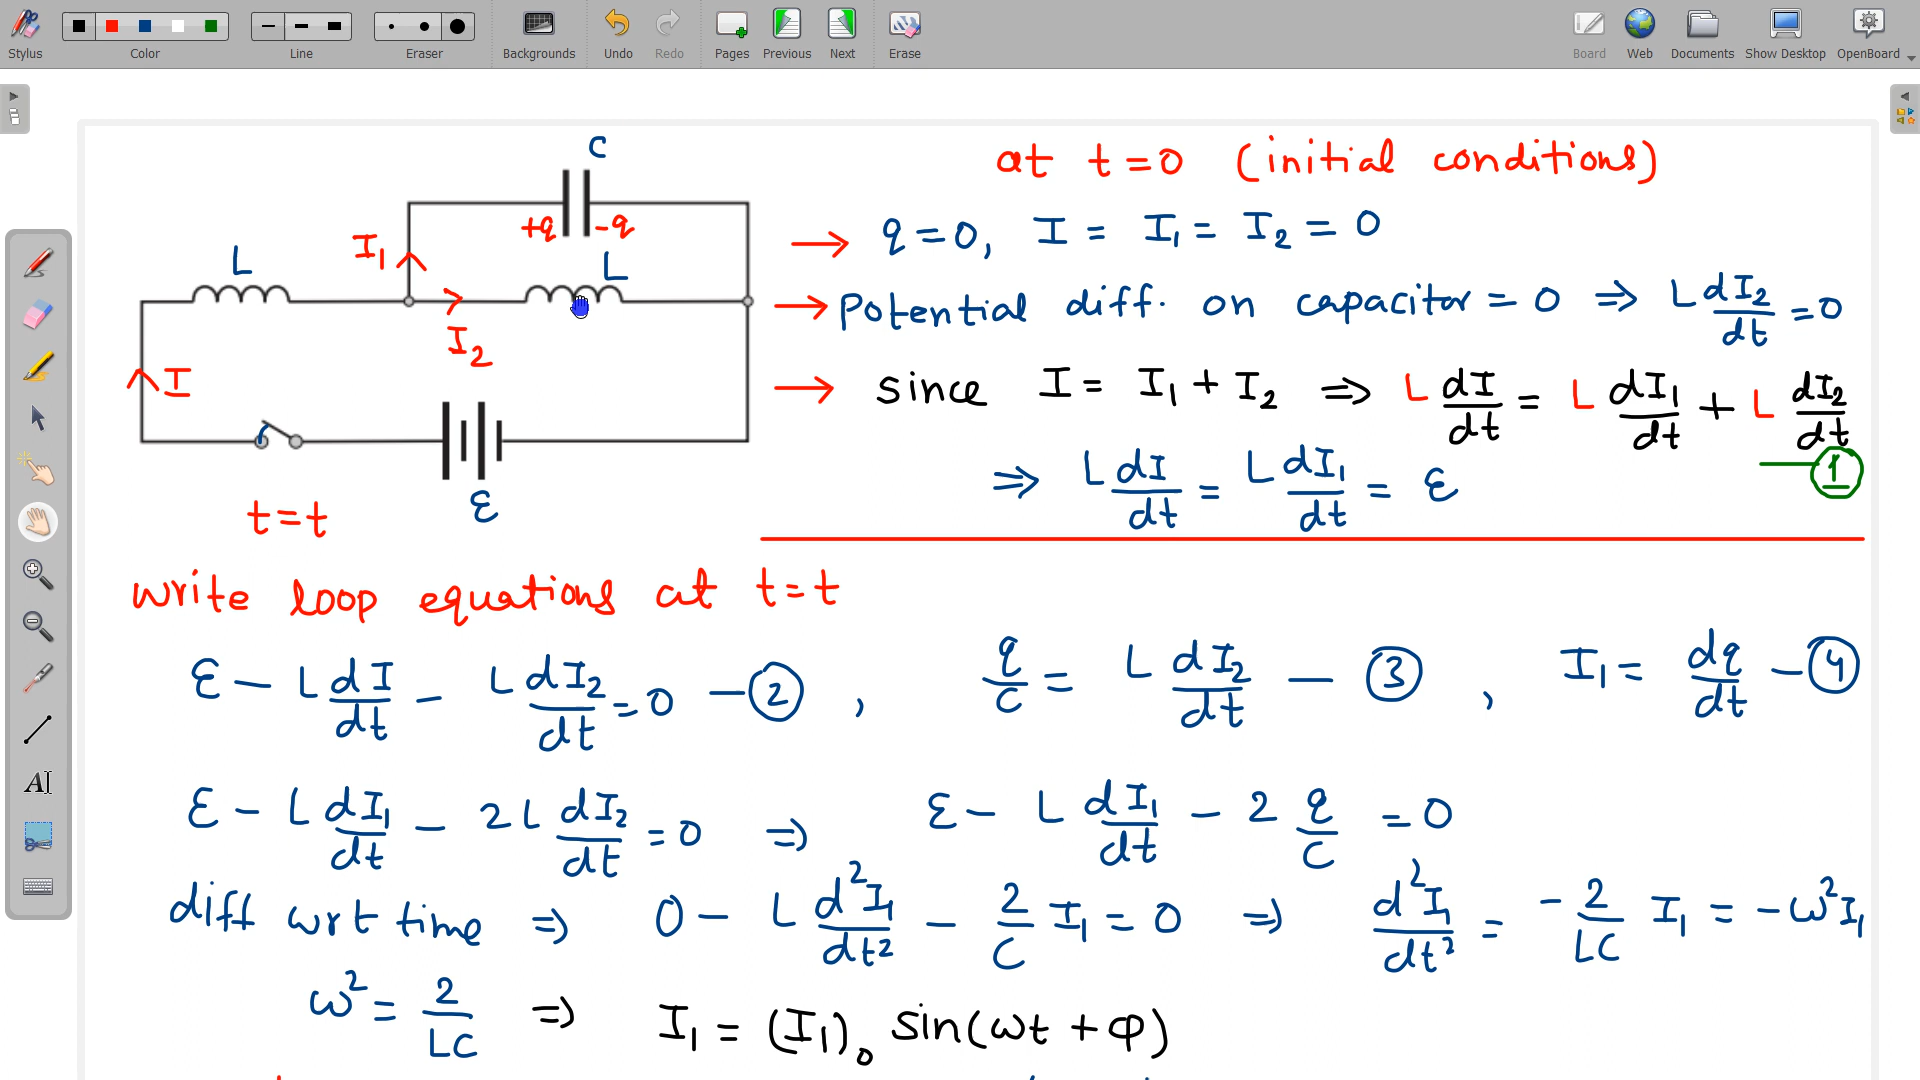 Stylus Color Line Eraser Backgrounds Undo Redo Pages Previous Next Erase Board Web Documents Show Desktop OpenBoard
C
+q -q
I₁
L L
I₂
I
ε
t=t
at t=0 (initial conditions)
→ q=0, I = I₁ = I₂ = 0
→ Potential diff. on capacitor = 0 ⇒ L dI₂/dt = 0
→ since I = I₁ + I₂ ⇒ L dI/dt = L dI₁/dt + L dI₂/dt
⇒ L dI/dt = L dI₁/dt = ε —①
write loop equations at t=t
ε – L dI/dt – L dI₂/dt = 0 –②, q/C = L dI₂/dt – ③, I₁ = dq/dt –④
ε – L dI₁/dt – 2L dI₂/dt = 0 ⇒ ε – L dI₁/dt – 2 q/C = 0
diff wrt time ⇒ 0 – L d²I₁/dt² – 2/C I₁ = 0 ⇒ d²I₁/dt² = -2/LC I₁ = -ω²I₁
ω² = 2/LC ⇒ I₁ = (I₁)₀ sin(ωt + φ)